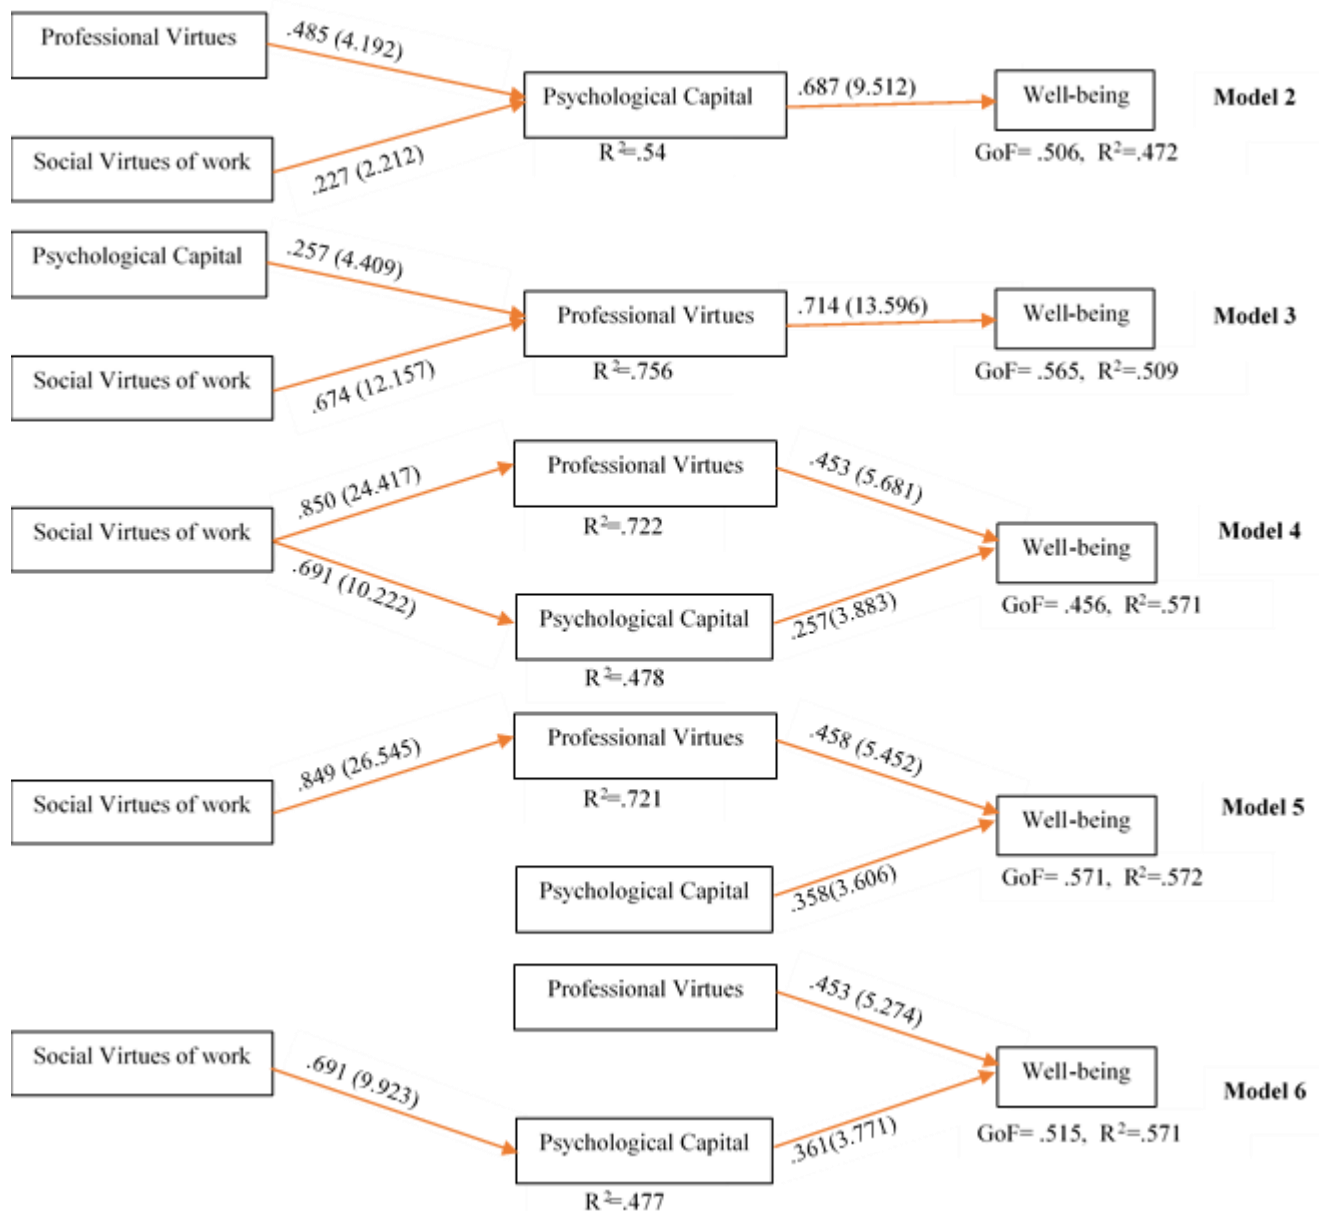 Professional Virtues
.485 (4.192)
Psychological Capital
.687 (9.512)
Well-being
Model 2
Social Virtues of work
.227 (2.212)
R²=.54
GoF= .506, R²=.472
Psychological Capital
.257 (4.409)
Professional Virtues
.714 (13.596)
Well-being
Model 3
Social Virtues of work
.674 (12.157)
R²=.756
GoF= .565, R²=.509
Professional Virtues
.453 (5.681)
.850 (24.417)
R²=.722
Social Virtues of work
Well-being
Model 4
.691 (10.222)
Psychological Capital
.257(3.883)
GoF= .456, R²=.571
R²=.478
Professional Virtues
.458 (5.452)
.849 (26.545)
R²=.721
Social Virtues of work
Well-being
Model 5
Psychological Capital
.358(3.606)
GoF= .571, R²=.572
Professional Virtues
.453 (5.274)
Social Virtues of work
.691 (9.923)
Well-being
Model 6
Psychological Capital
.361(3.771)
GoF= .515, R²=.571
R²=.477